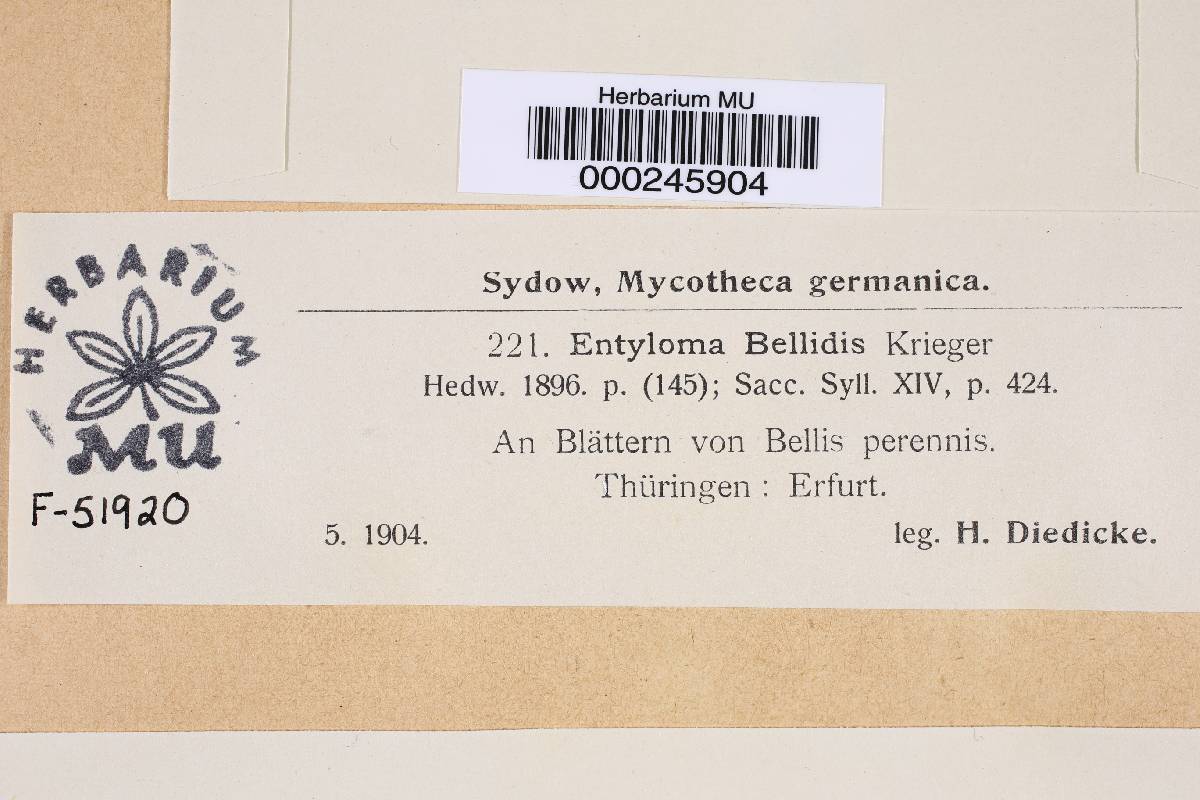 Herbarium MU
000245904
HERBARIUM
MU
F-51920
Sydow, Mycotheca germanica.
221. Entyloma Bellidis Krieger
Hedw. 1896. p. (145); Sacc. Syll. XIV, p. 424.
An Blättern von Bellis perennis.
Thüringen : Erfurt.
5. 1904. leg. H. Diedicke.